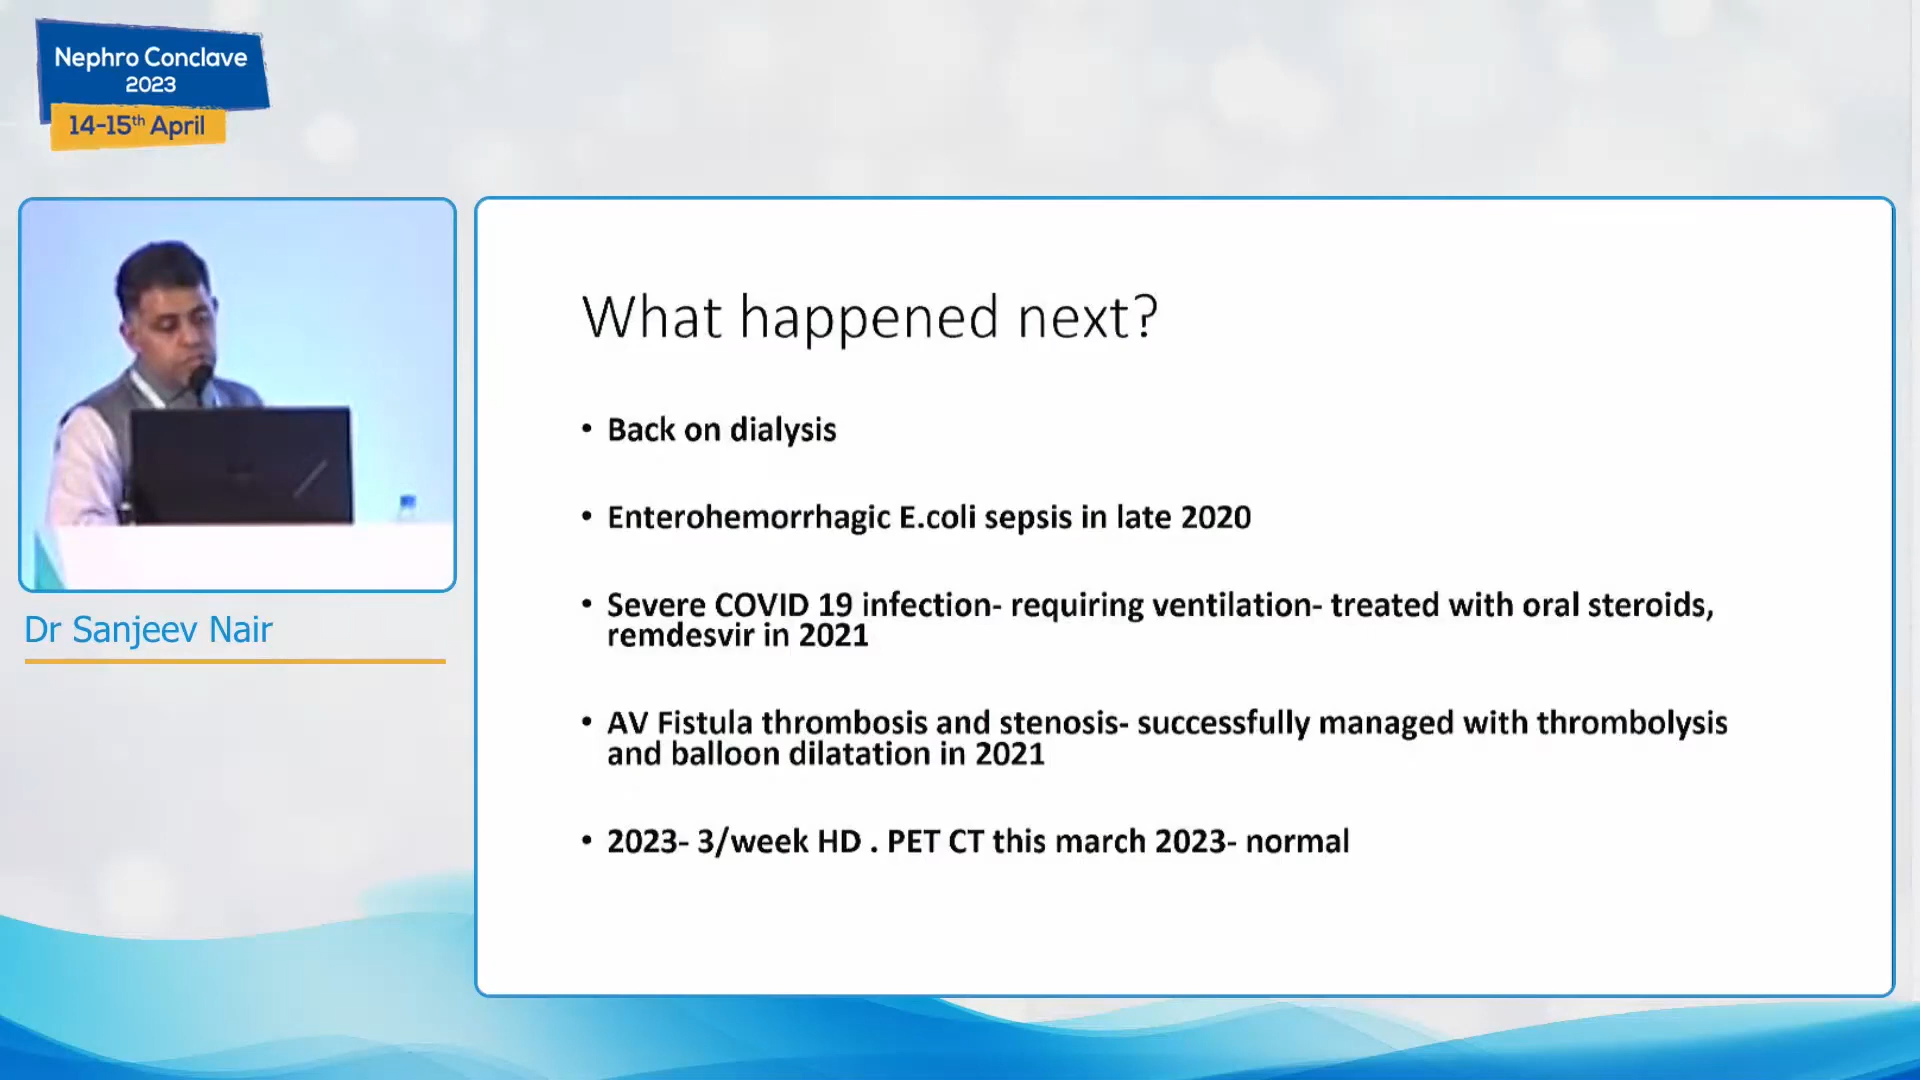 Nephro Conclave
2023
14-15th April
Dr Sanjeev Nair
What happened next?
• Back on dialysis
• Enterohemorrhagic E.coli sepsis in late 2020
• Severe COVID 19 infection- requiring ventilation- treated with oral steroids,
remdesvir in 2021
• AV Fistula thrombosis and stenosis- successfully managed with thrombolysis
and balloon dilatation in 2021
• 2023- 3/week HD . PET CT this march 2023- normal